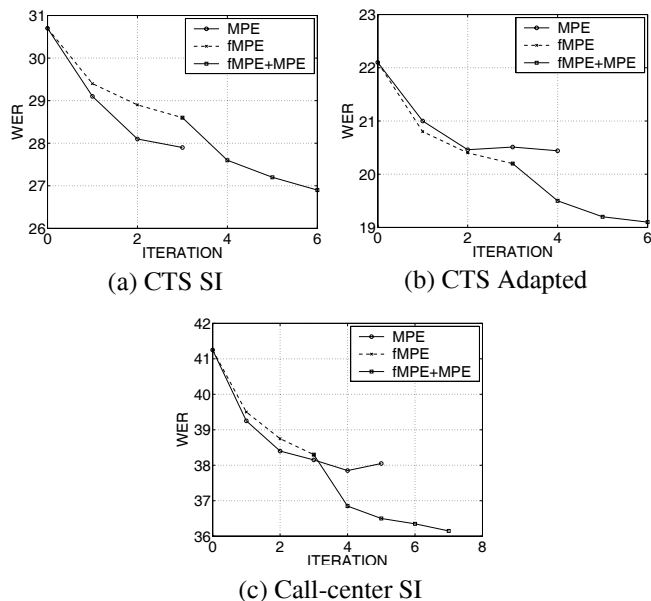 31
30
29
28
27
26
WER
0
2
4
6
ITERATION
MPE
fMPE
fMPE+MPE
(a) CTS SI
23
22
21
20
19
WER
0
2
4
6
ITERATION
MPE
fMPE
fMPE+MPE
(b) CTS Adapted
42
41
40
39
38
37
36
WER
0
2
4
6
8
ITERATION
MPE
fMPE
fMPE+MPE
(c) Call-center SI